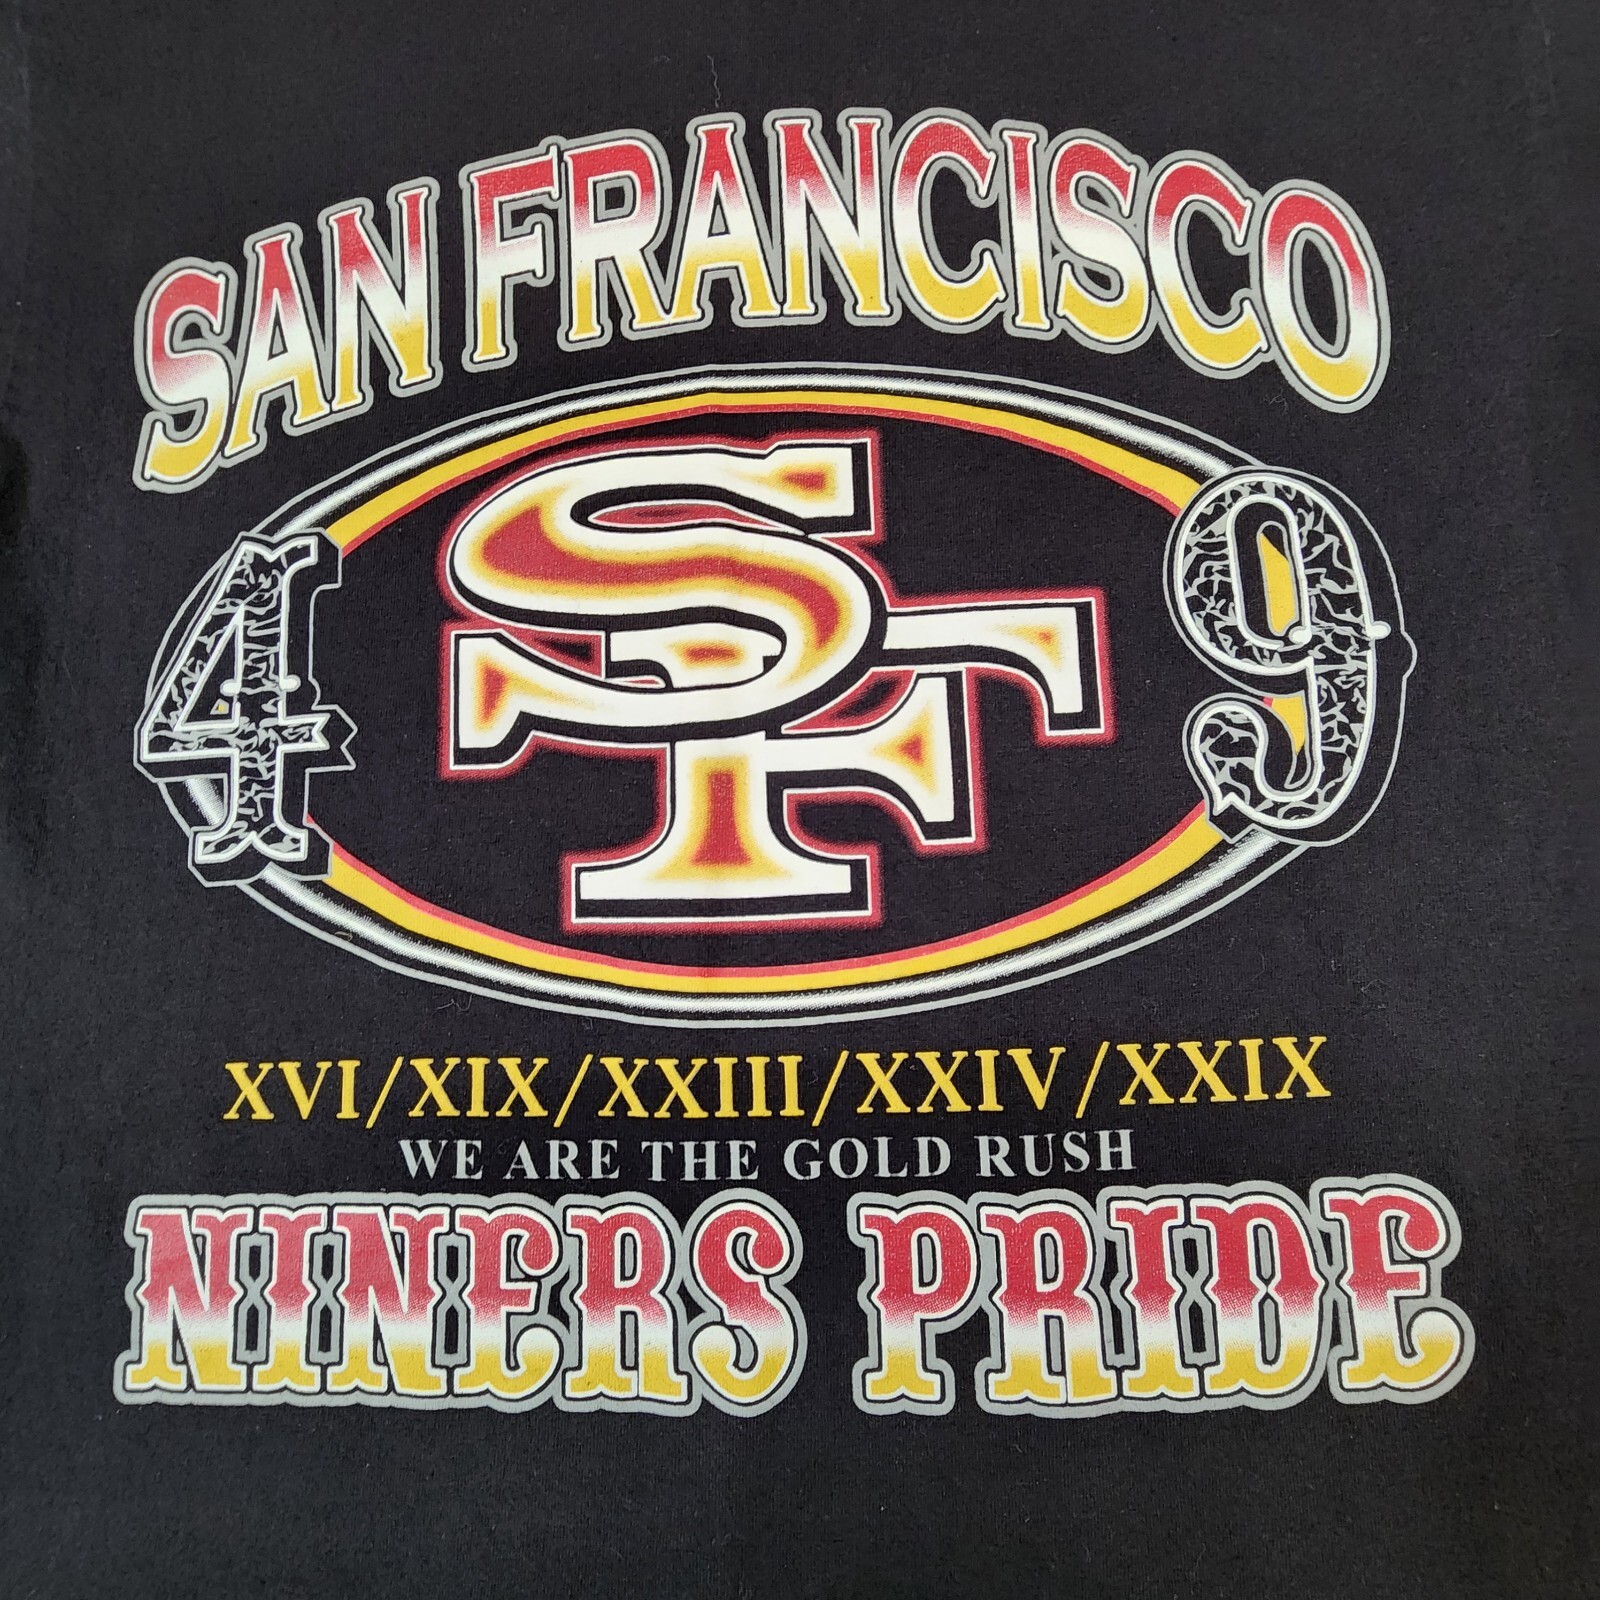 SAN FRANCISCO
4 SF 9
XVI/XIX/XXIII/XXIV/XXIX
WE ARE THE GOLD RUSH
NINERS PRIDE